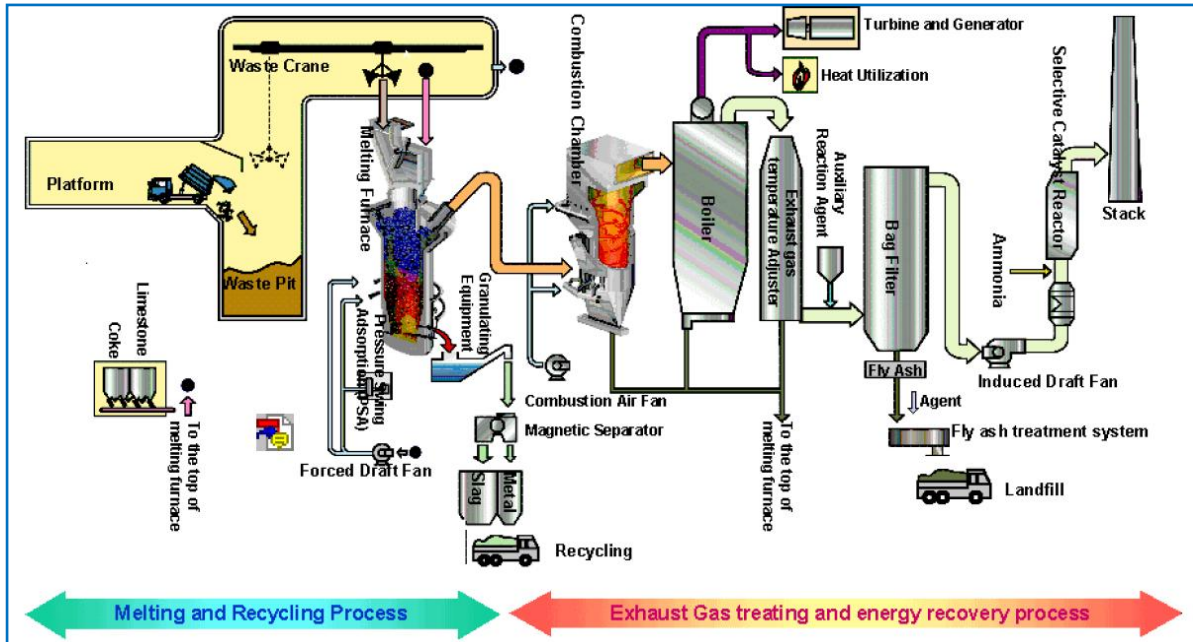 Waste Crane
Platform
Waste Pit
Limestone
Coke
To the top of
melting furnace
Melting Furnace
Pressure Swing
Adsorption(PSA)
Forced Draft Fan
Granulating
Equipment
Combustion Air Fan
Magnetic Separator
Slag
Metal
Recycling
Combustion Chamber
Boiler
Turbine and Generator
Heat Utilization
Exhaust gas
temperature Adjuster
Auxiliary
Reaction Agent
To the top of
melting furnace
Bag Filter
Fly Ash
Agent
Fly ash treatment system
Landfill
Induced Draft Fan
Ammonia
Selective Catalyst Reactor
Stack
Melting and Recycling Process
Exhaust Gas treating and energy recovery process